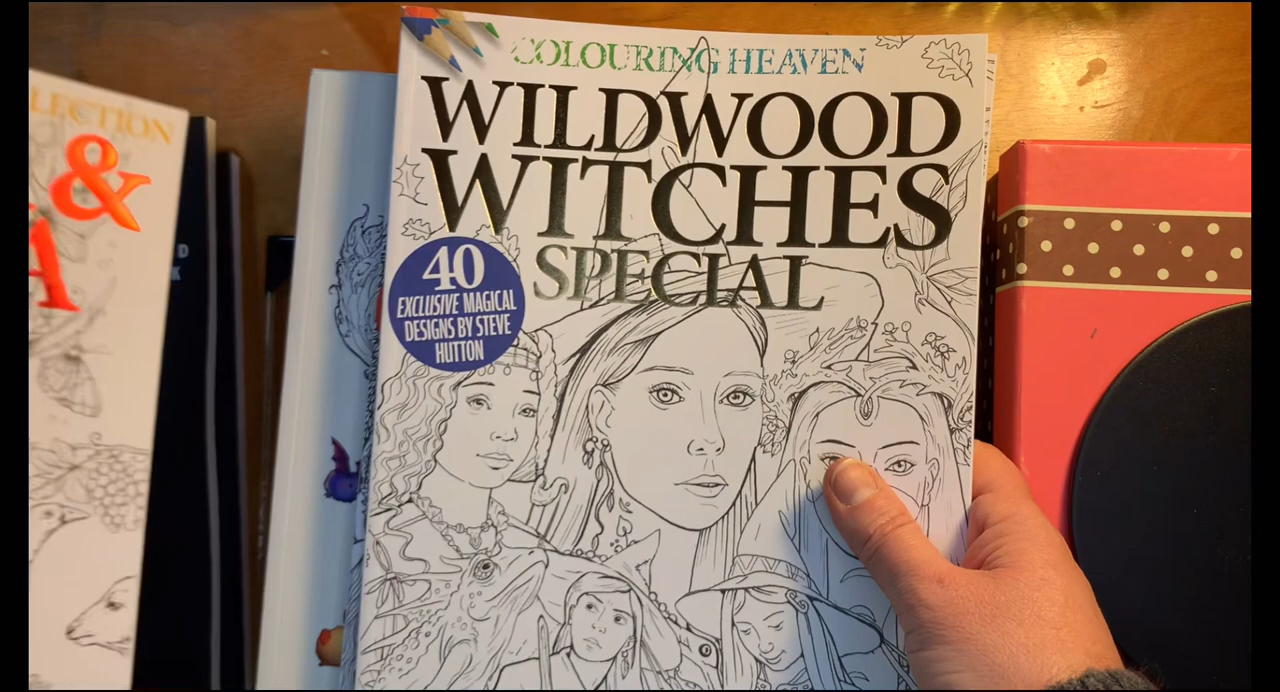 LECTION
&
A
COLOURING HEAVEN
WILDWOOD
WITCHES
SPECIAL
40
EXCLUSIVE MAGICAL
DESIGNS BY STEVE
HUTTON